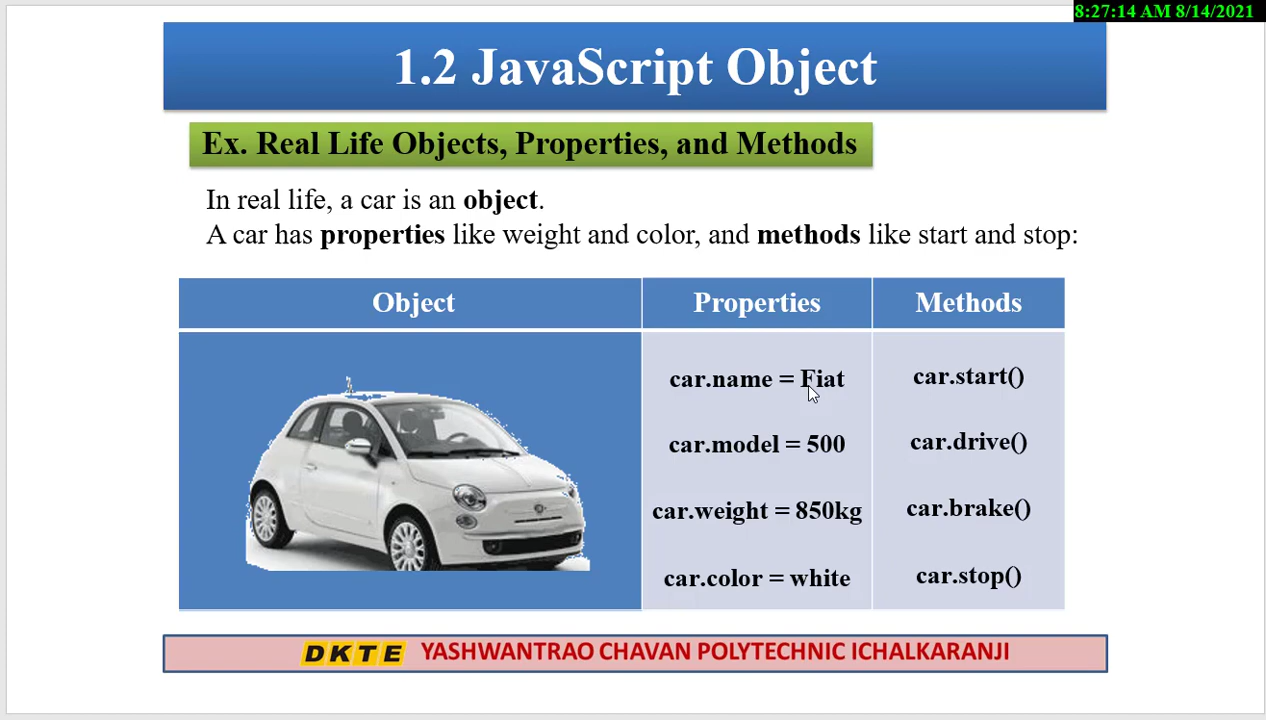 8:27:14 AM 8/14/2021
1.2 JavaScript Object
Ex. Real Life Objects, Properties, and Methods
In real life, a car is an object.
A car has properties like weight and color, and methods like start and stop:
Object Properties Methods
car.name = Fiat car.start()
car.model = 500 car.drive()
car.weight = 850kg car.brake()
car.color = white car.stop()
DKTE YASHWANTRAO CHAVAN POLYTECHNIC ICHALKARANJI